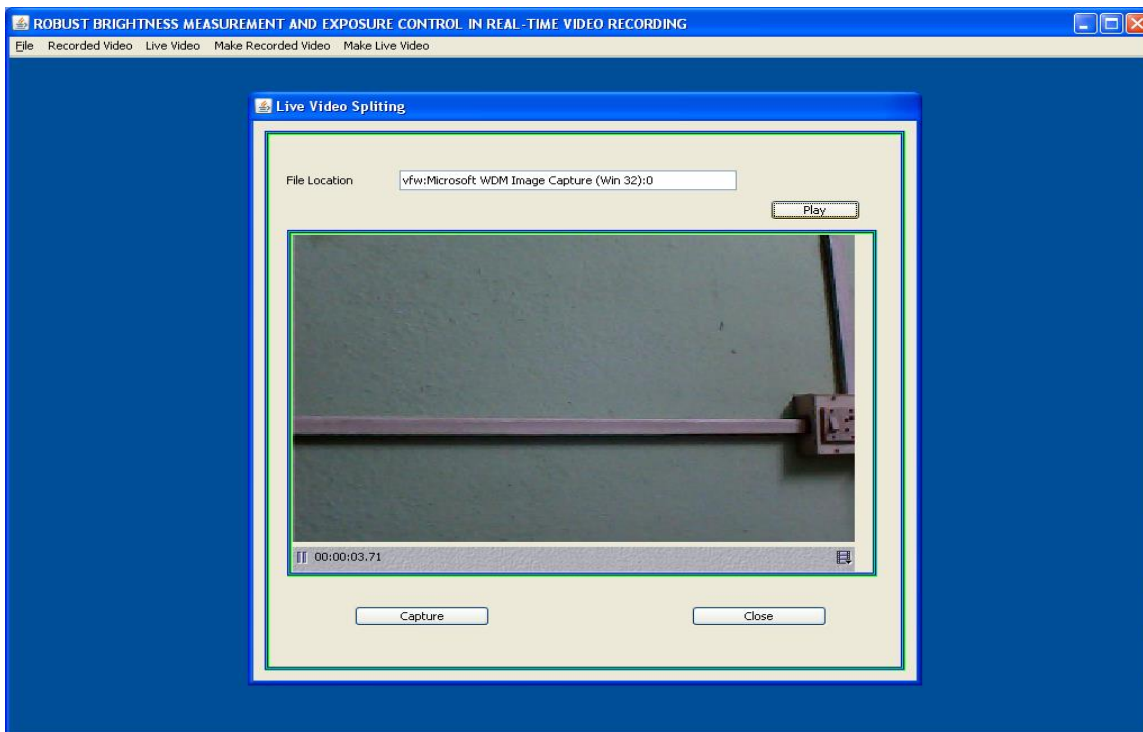 ROBUST BRIGHTNESS MEASUREMENT AND EXPOSURE CONTROL IN REAL-TIME VIDEO RECORDING
File Recorded Video Live Video Make Recorded Video Make Live Video
Live Video Spliting
File Location vfw:Microsoft WDM Image Capture (Win 32):0
Play
00:00:03.71
Capture Close